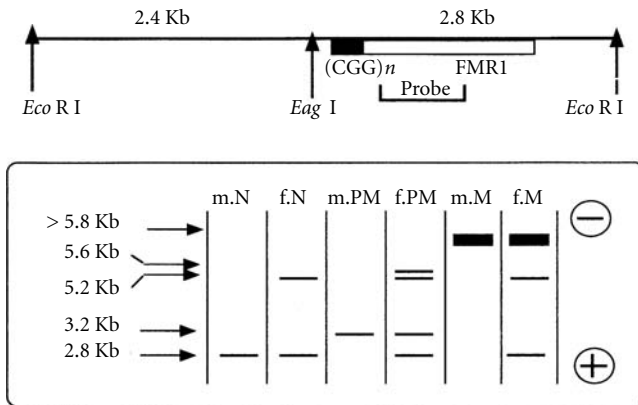 2.4 Kb 2.8 Kb
(CGG)n FMR1
Probe
Eco R I Eag I Eco R I
m.N f.N m.PM f.PM m.M f.M
> 5.8 Kb
5.6 Kb
5.2 Kb
3.2 Kb
2.8 Kb
−
+